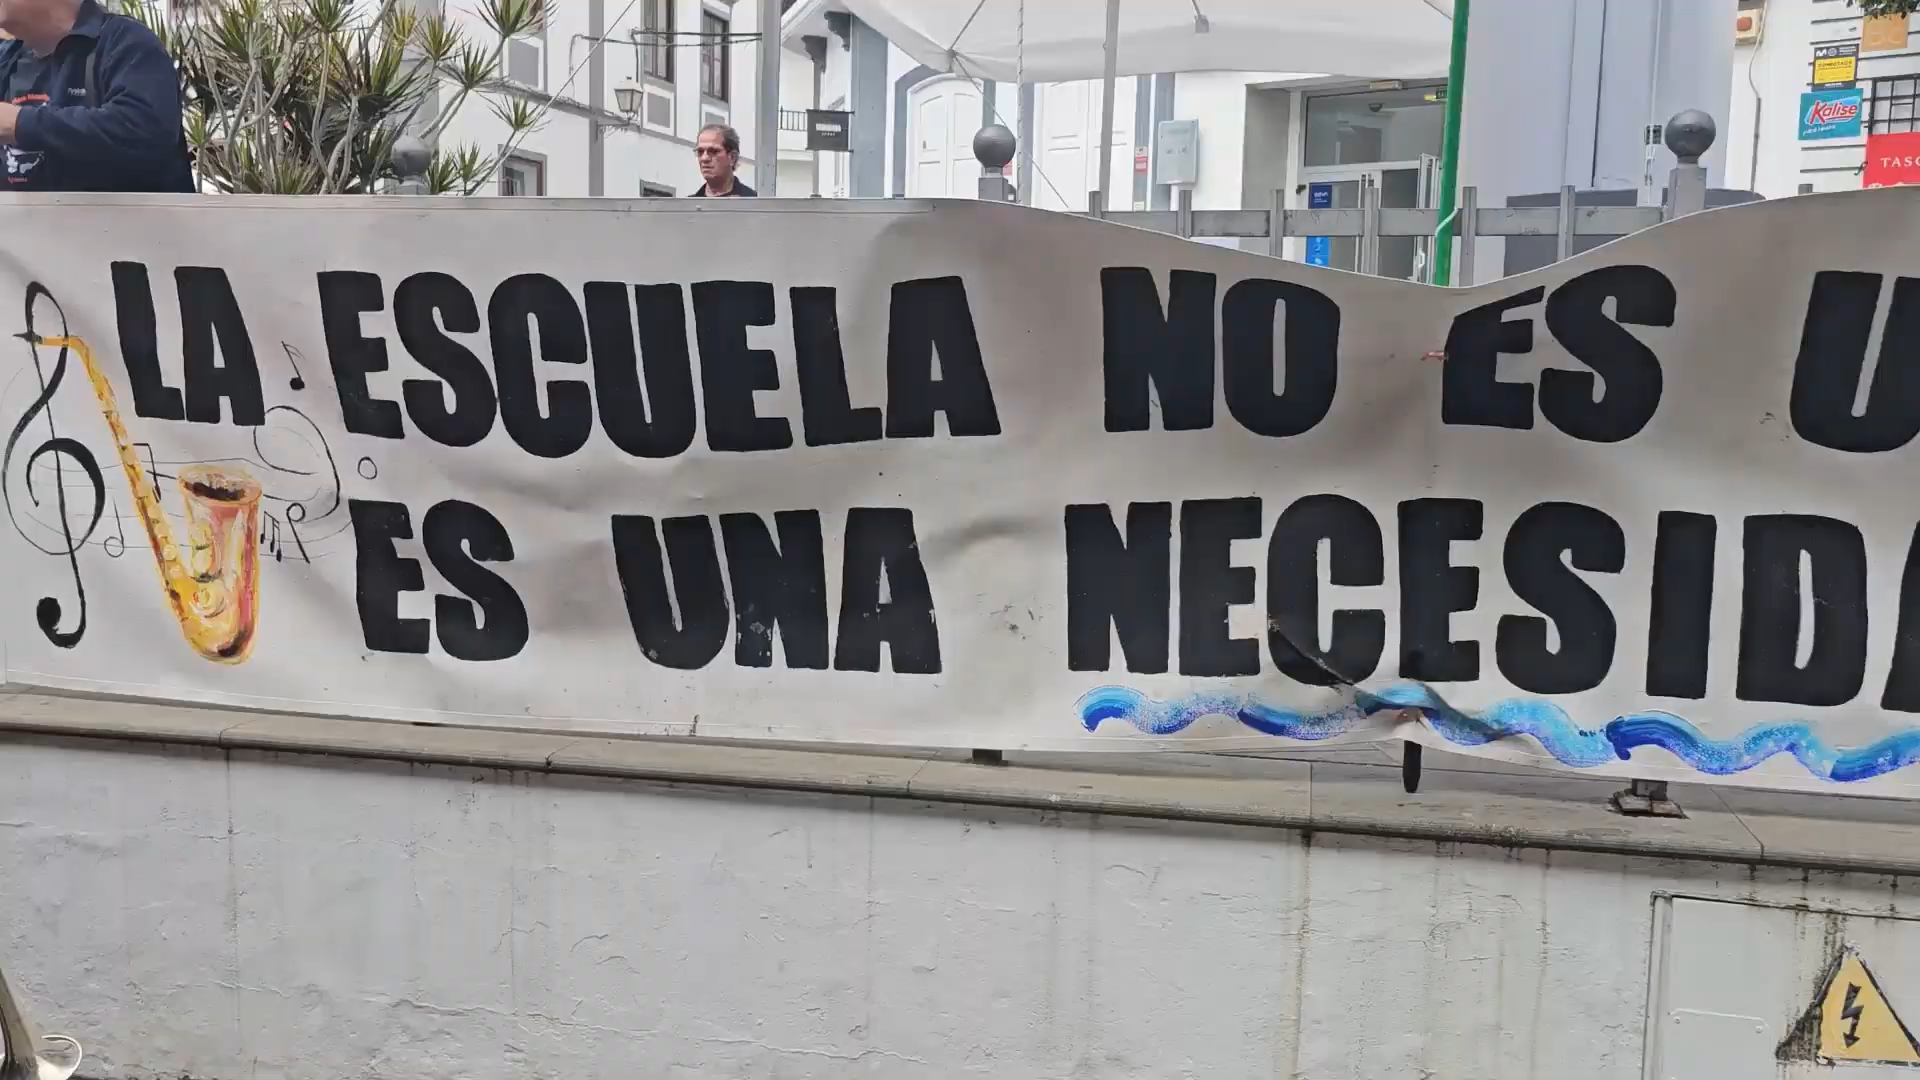 LA ESCUELA NO ES U
ES UNA NECESIDA
Kalise
TASC